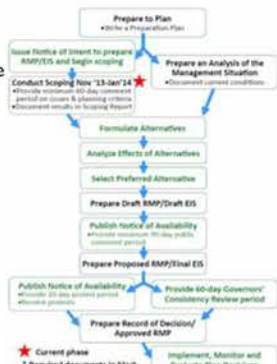 Prepare to Plan
•Write a Preparation Plan
Issue Notice of Intent to prepare
RMP/EIS and begin scoping
Conduct Scoping Nov '13-Jan'14
•Provide minimum 60-day comment
period on issues & planning criteria
•Document results in Scoping Report
Prepare an Analysis of the
Management Situation
•Document current conditions
Formulate Alternatives
Analyze Effects of Alternatives
Select Preferred Alternative
Prepare Draft RMP/Draft EIS
Publish Notice of Availability
•Provide minimum 90-day public
comment period
Prepare Proposed RMP/Final EIS
Publish Notice of Availability
•Provide 30-day protest period
•Resolve protests
Provide 60-day Governors'
Consistency Review period
Prepare Record of Decision/
Approved RMP
Current phase
Implement, Monitor and